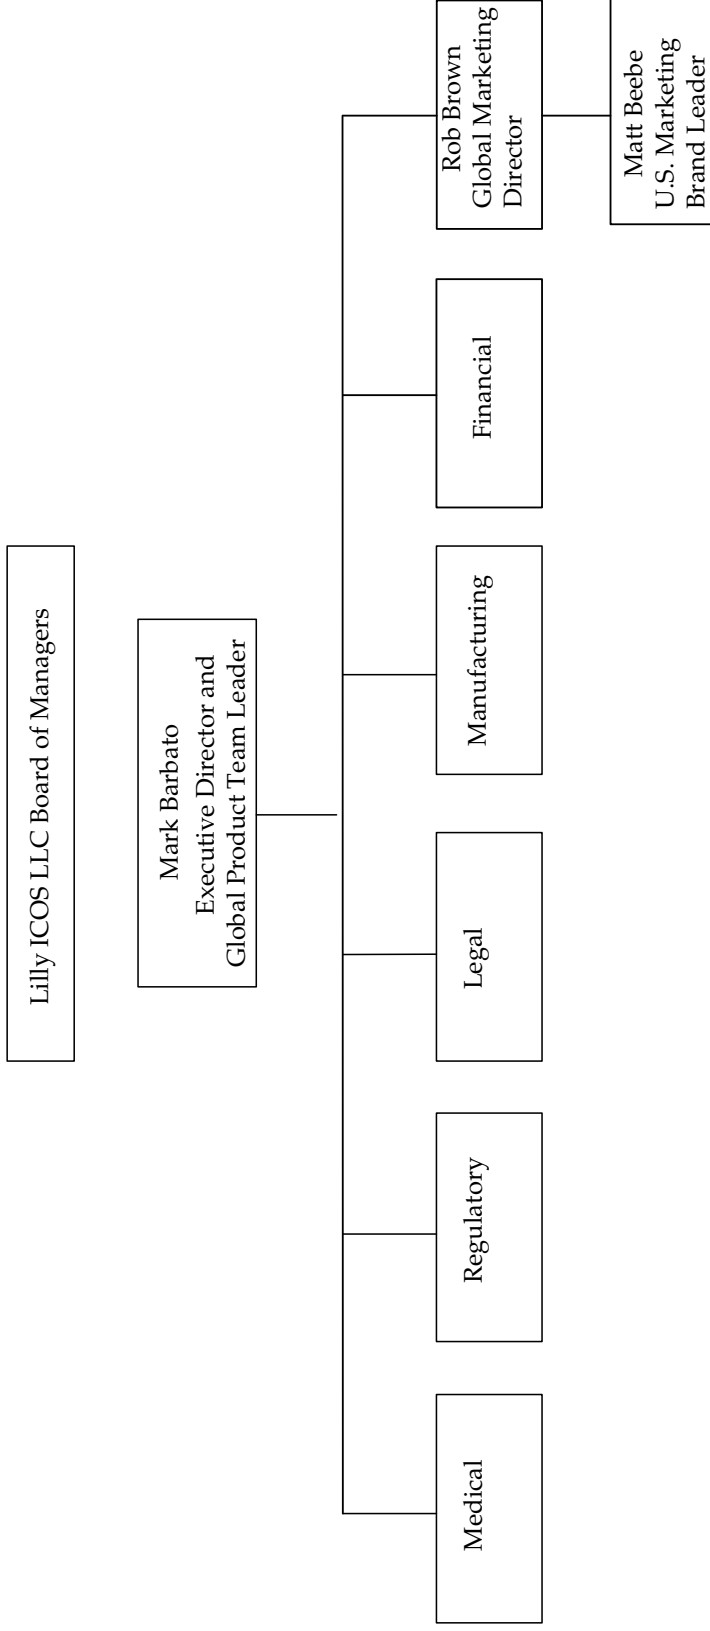 Lilly ICOS LLC Board of Managers
Mark Barbato
Executive Director and
Global Product Team Leader
Medical
Regulatory
Legal
Manufacturing
Financial
Rob Brown
Global Marketing
Director
Matt Beebe
U.S. Marketing
Brand Leader